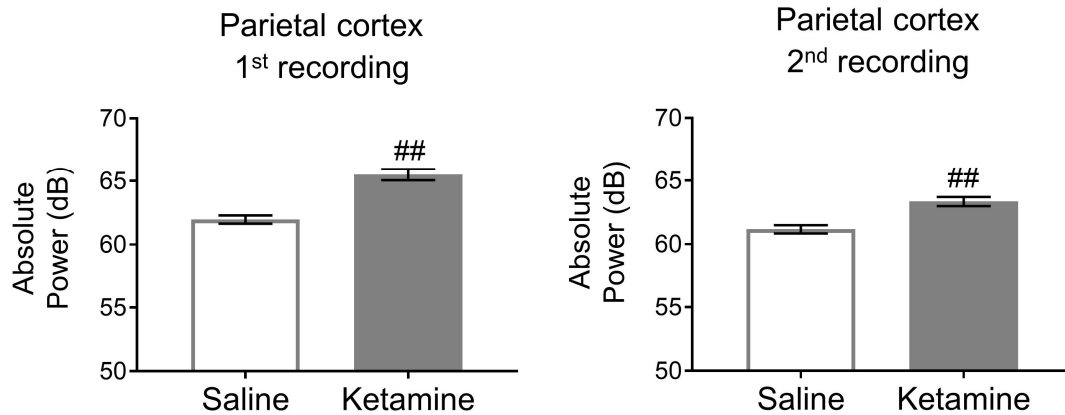 Parietal cortex
1st recording
Absolute
Power (dB)
70
65
60
55
50
##
Saline
Ketamine
Parietal cortex
2nd recording
Absolute
Power (dB)
70
65
60
55
50
##
Saline
Ketamine